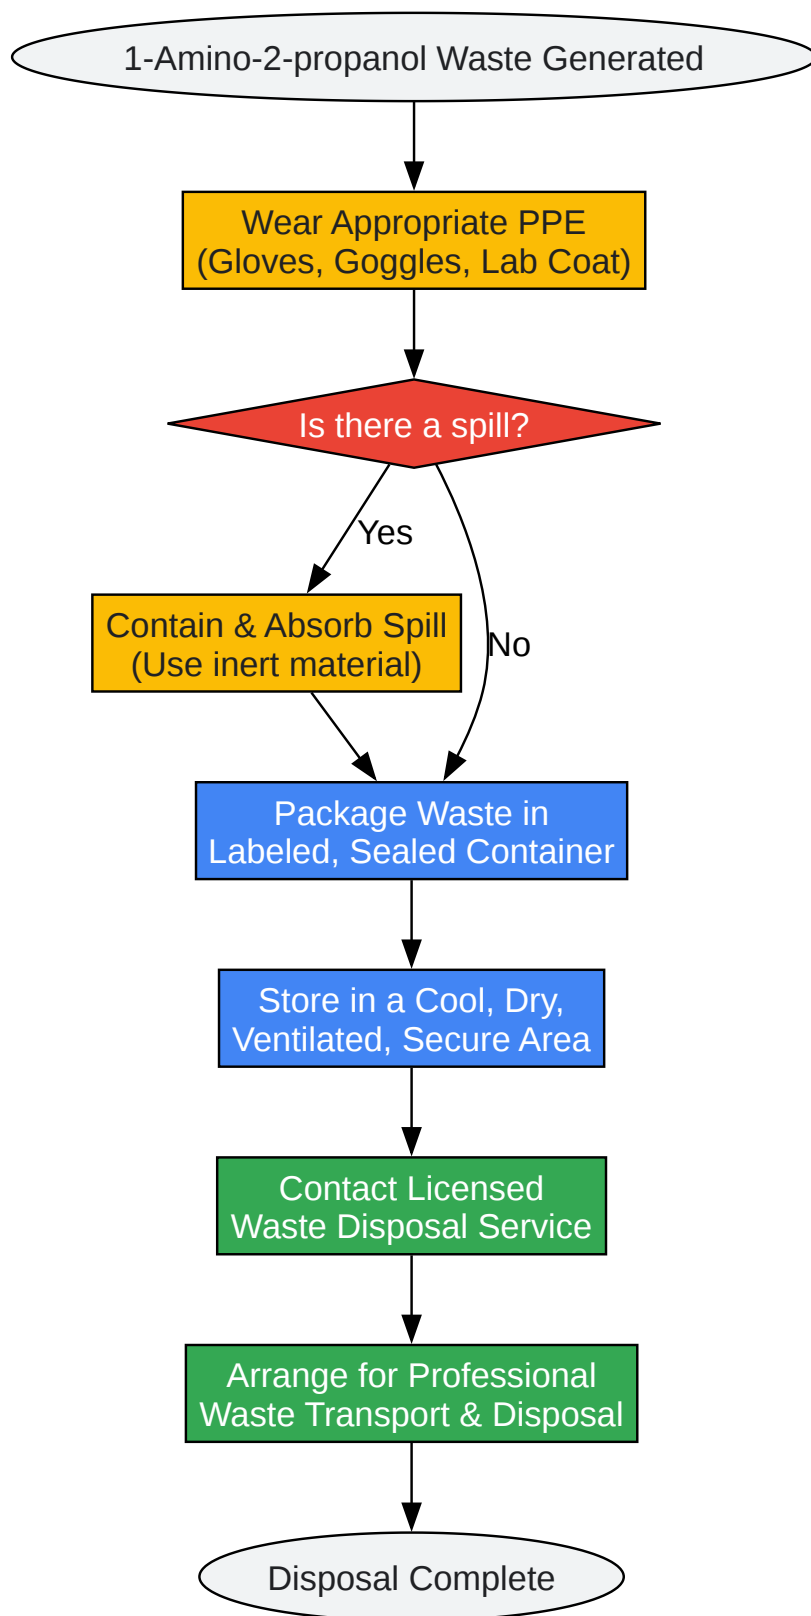 1-Amino-2-propanol Waste Generated
Wear Appropriate PPE
(Gloves, Goggles, Lab Coat)
Is there a spill?
Yes
Contain & Absorb Spill
(Use inert material)
No
Package Waste in
Labeled, Sealed Container
Store in a Cool, Dry,
Ventilated, Secure Area
Contact Licensed
Waste Disposal Service
Arrange for Professional
Waste Transport & Disposal
Disposal Complete